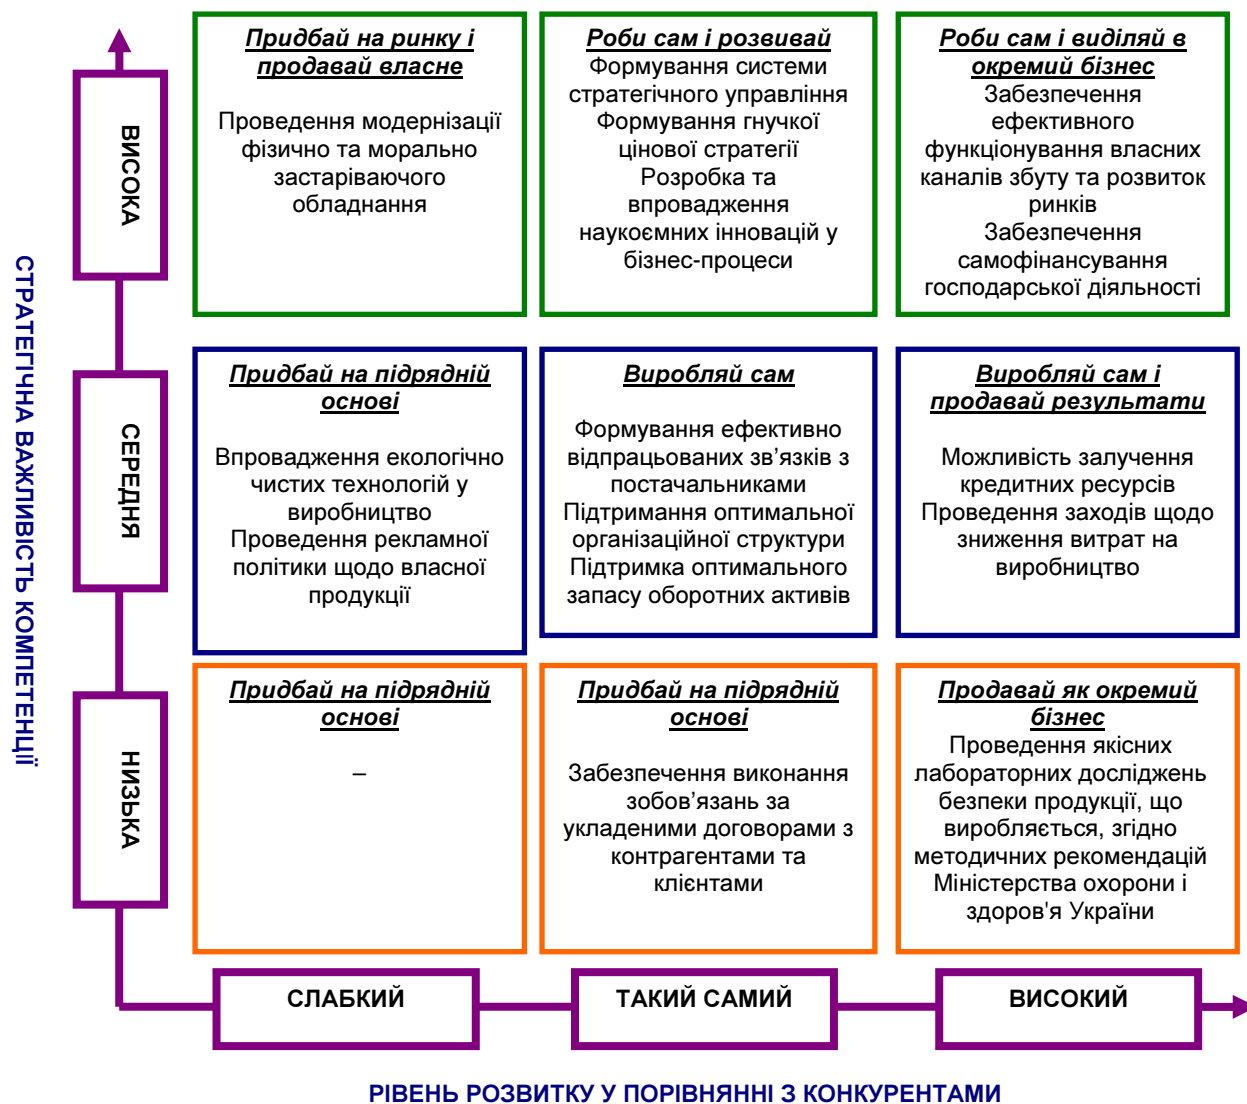 СТРАТЕГІЧНА ВАЖЛИВІСТЬ КОМПЕТЕНЦІЇ
ВИСОКА
Придбай на ринку і
продавай власне
Проведення модернізації
фізично та морально
застаріваючого
обладнання
Роби сам і розвивай
Формування системи
стратегічного управління
Формування гнучкої
цінової стратегії
Розробка та
впровадження
наукоємних інновацій у
бізнес-процеси
Роби сам і виділяй в
окремий бізнес
Забезпечення
ефективного
функціонування власних
каналів збуту та розвиток
ринків
Забезпечення
самофінансування
господарської діяльності
СЕРЕДНЯ
Придбай на підрядній
основі
Впровадження екологічно
чистих технологій у
виробництво
Проведення рекламної
політики щодо власної
продукції
Виробляй сам
Формування ефективно
відпрацьованих зв’язків з
постачальниками
Підтримання оптимальної
організаційної структури
Підтримка оптимального
запасу оборотних активів
Виробляй сам і
продавай результати
Можливість залучення
кредитних ресурсів
Проведення заходів щодо
зниження витрат на
виробництво
НИЗЬКА
Придбай на підрядній
основі
–
Придбай на підрядній
основі
Забезпечення виконання
зобов’язань за
укладеними договорами з
контрагентами та
клієнтами
Продавай як окремий
бізнес
Проведення якісних
лабораторних досліджень
безпеки продукції, що
виробляється, згідно
методичних рекомендацій
Міністерства охорони і
здоров'я України
СЛАБКИЙ
ТАКИЙ САМИЙ
ВИСОКИЙ
РІВЕНЬ РОЗВИТКУ У ПОРІВНЯННІ З КОНКУРЕНТАМИ